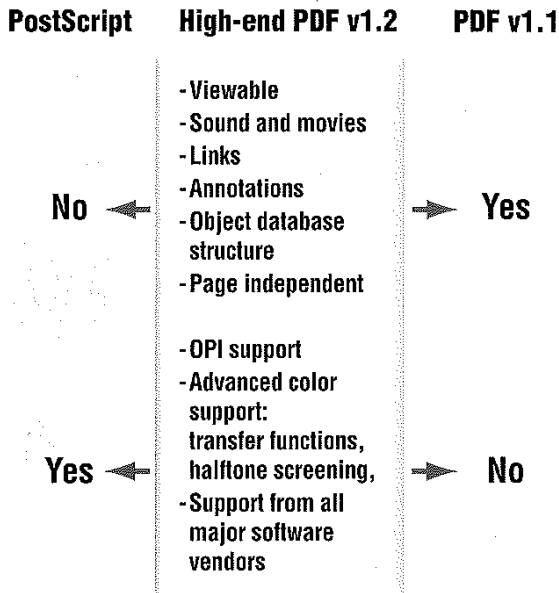 PostScript High-end PDF v1.2 PDF v1.1
- Viewable
- Sound and movies
- Links
- Annotations
No Yes
- Object database
structure
- Page independent
- OPI support
- Advanced color
support:
transfer functions,
Yes halftone screening, No
- Support from all
major software
vendors